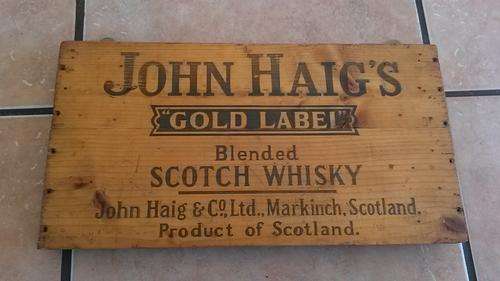 JOHN HAIG'S
"GOLD LABEL"
Blended
SCOTCH WHISKY
John Haig & Co, Ltd., Markinch, Scotland.
Product of Scotland.